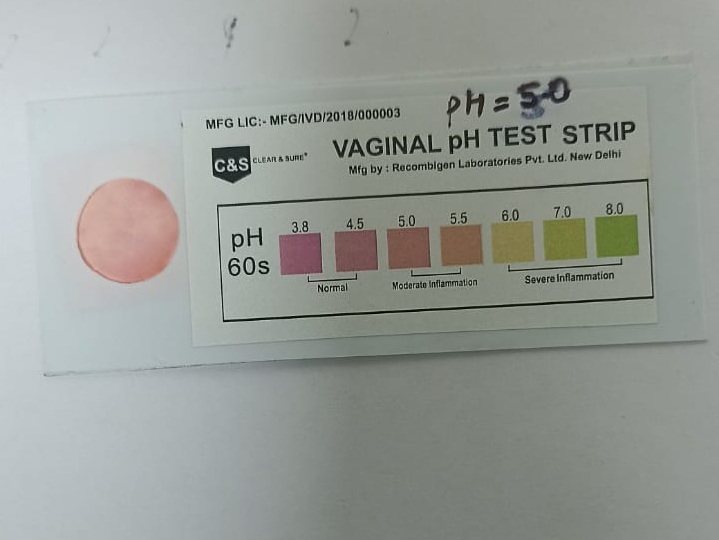 pH = 5.0
MFG LIC:- MFG/IVD/2018/000003
C&S CLEAR & SURE
VAGINAL pH TEST STRIP
Mfg by : Recombigen Laboratories Pvt. Ltd. New Delhi
3.8 4.5 5.0 5.5 6.0 7.0 8.0
pH
60s
Normal Moderate Inflammation Severe Inflammation